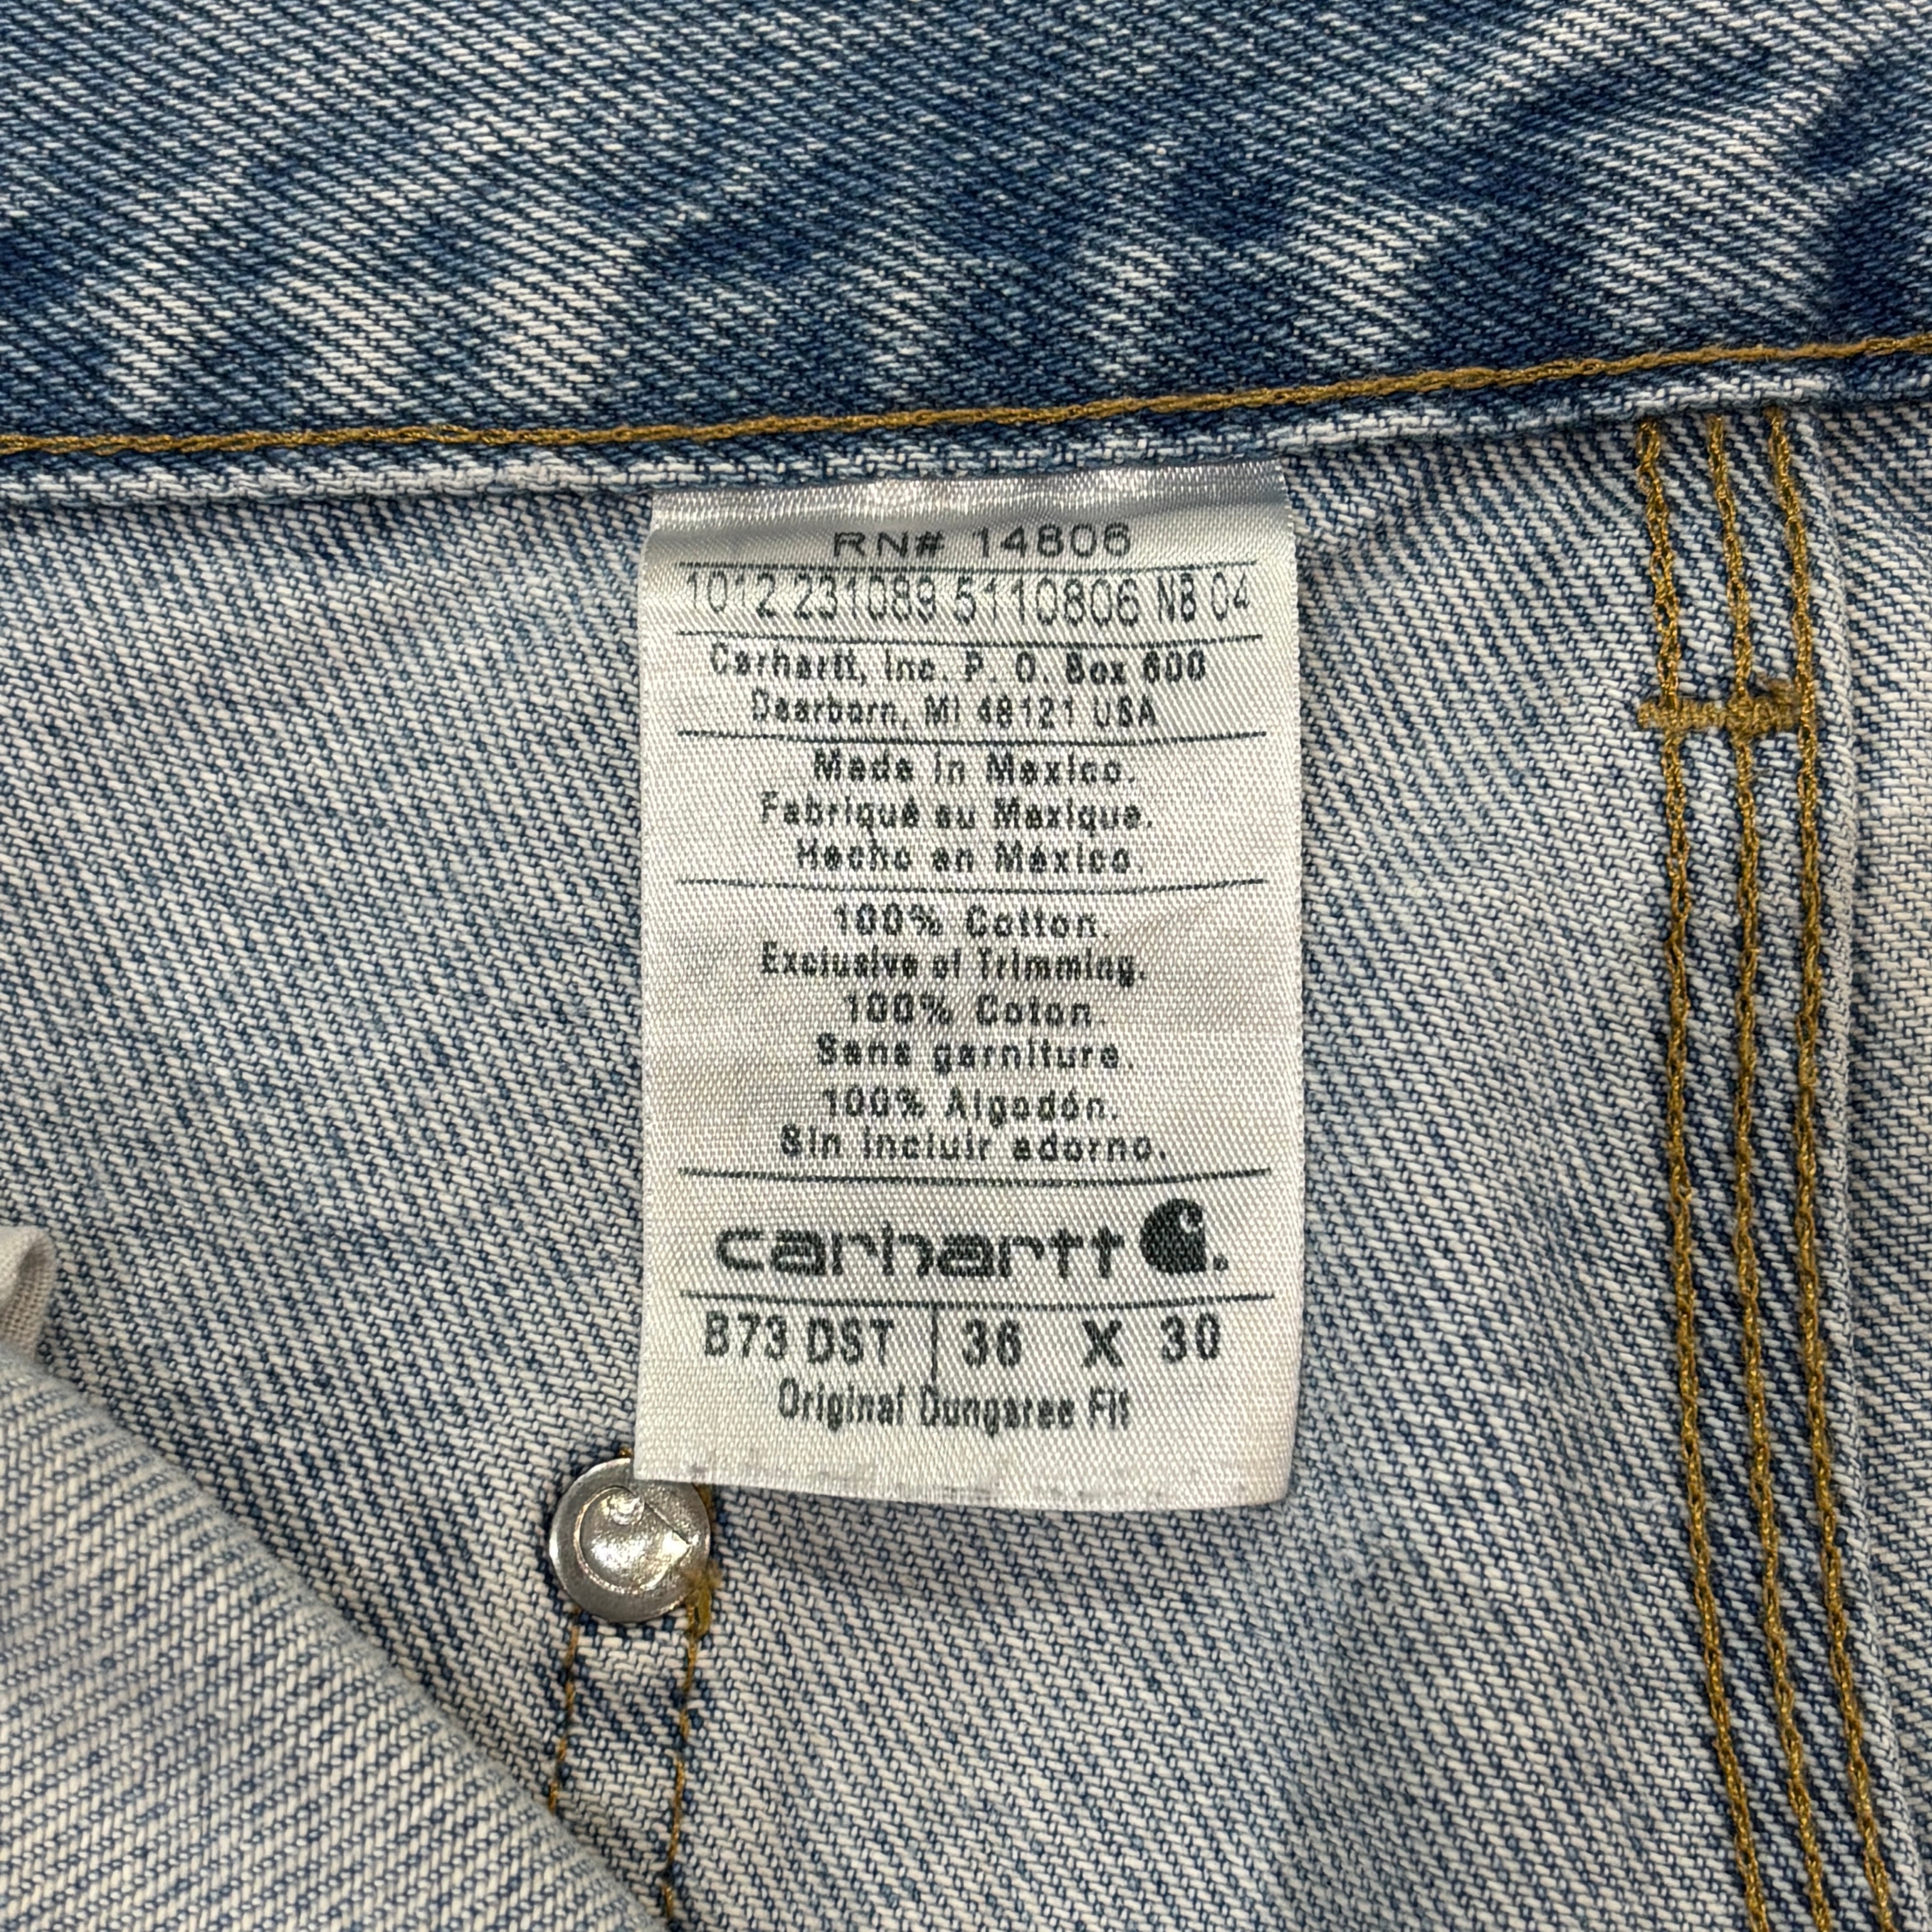 RN# 14806
1012 231089 5110806 NB 04
Carhartt, Inc. P. O. Box 600
Dearborn, MI 48121 USA
Made in Mexico.
Fabriqué au Mexique.
Hecho en México.
100% Cotton.
Exclusive of Trimming.
100% Coton.
Sans garniture.
100% Algodón.
Sin incluir adorno.
carhartt
B73 DST 36 X 30
Original Dungaree Fit